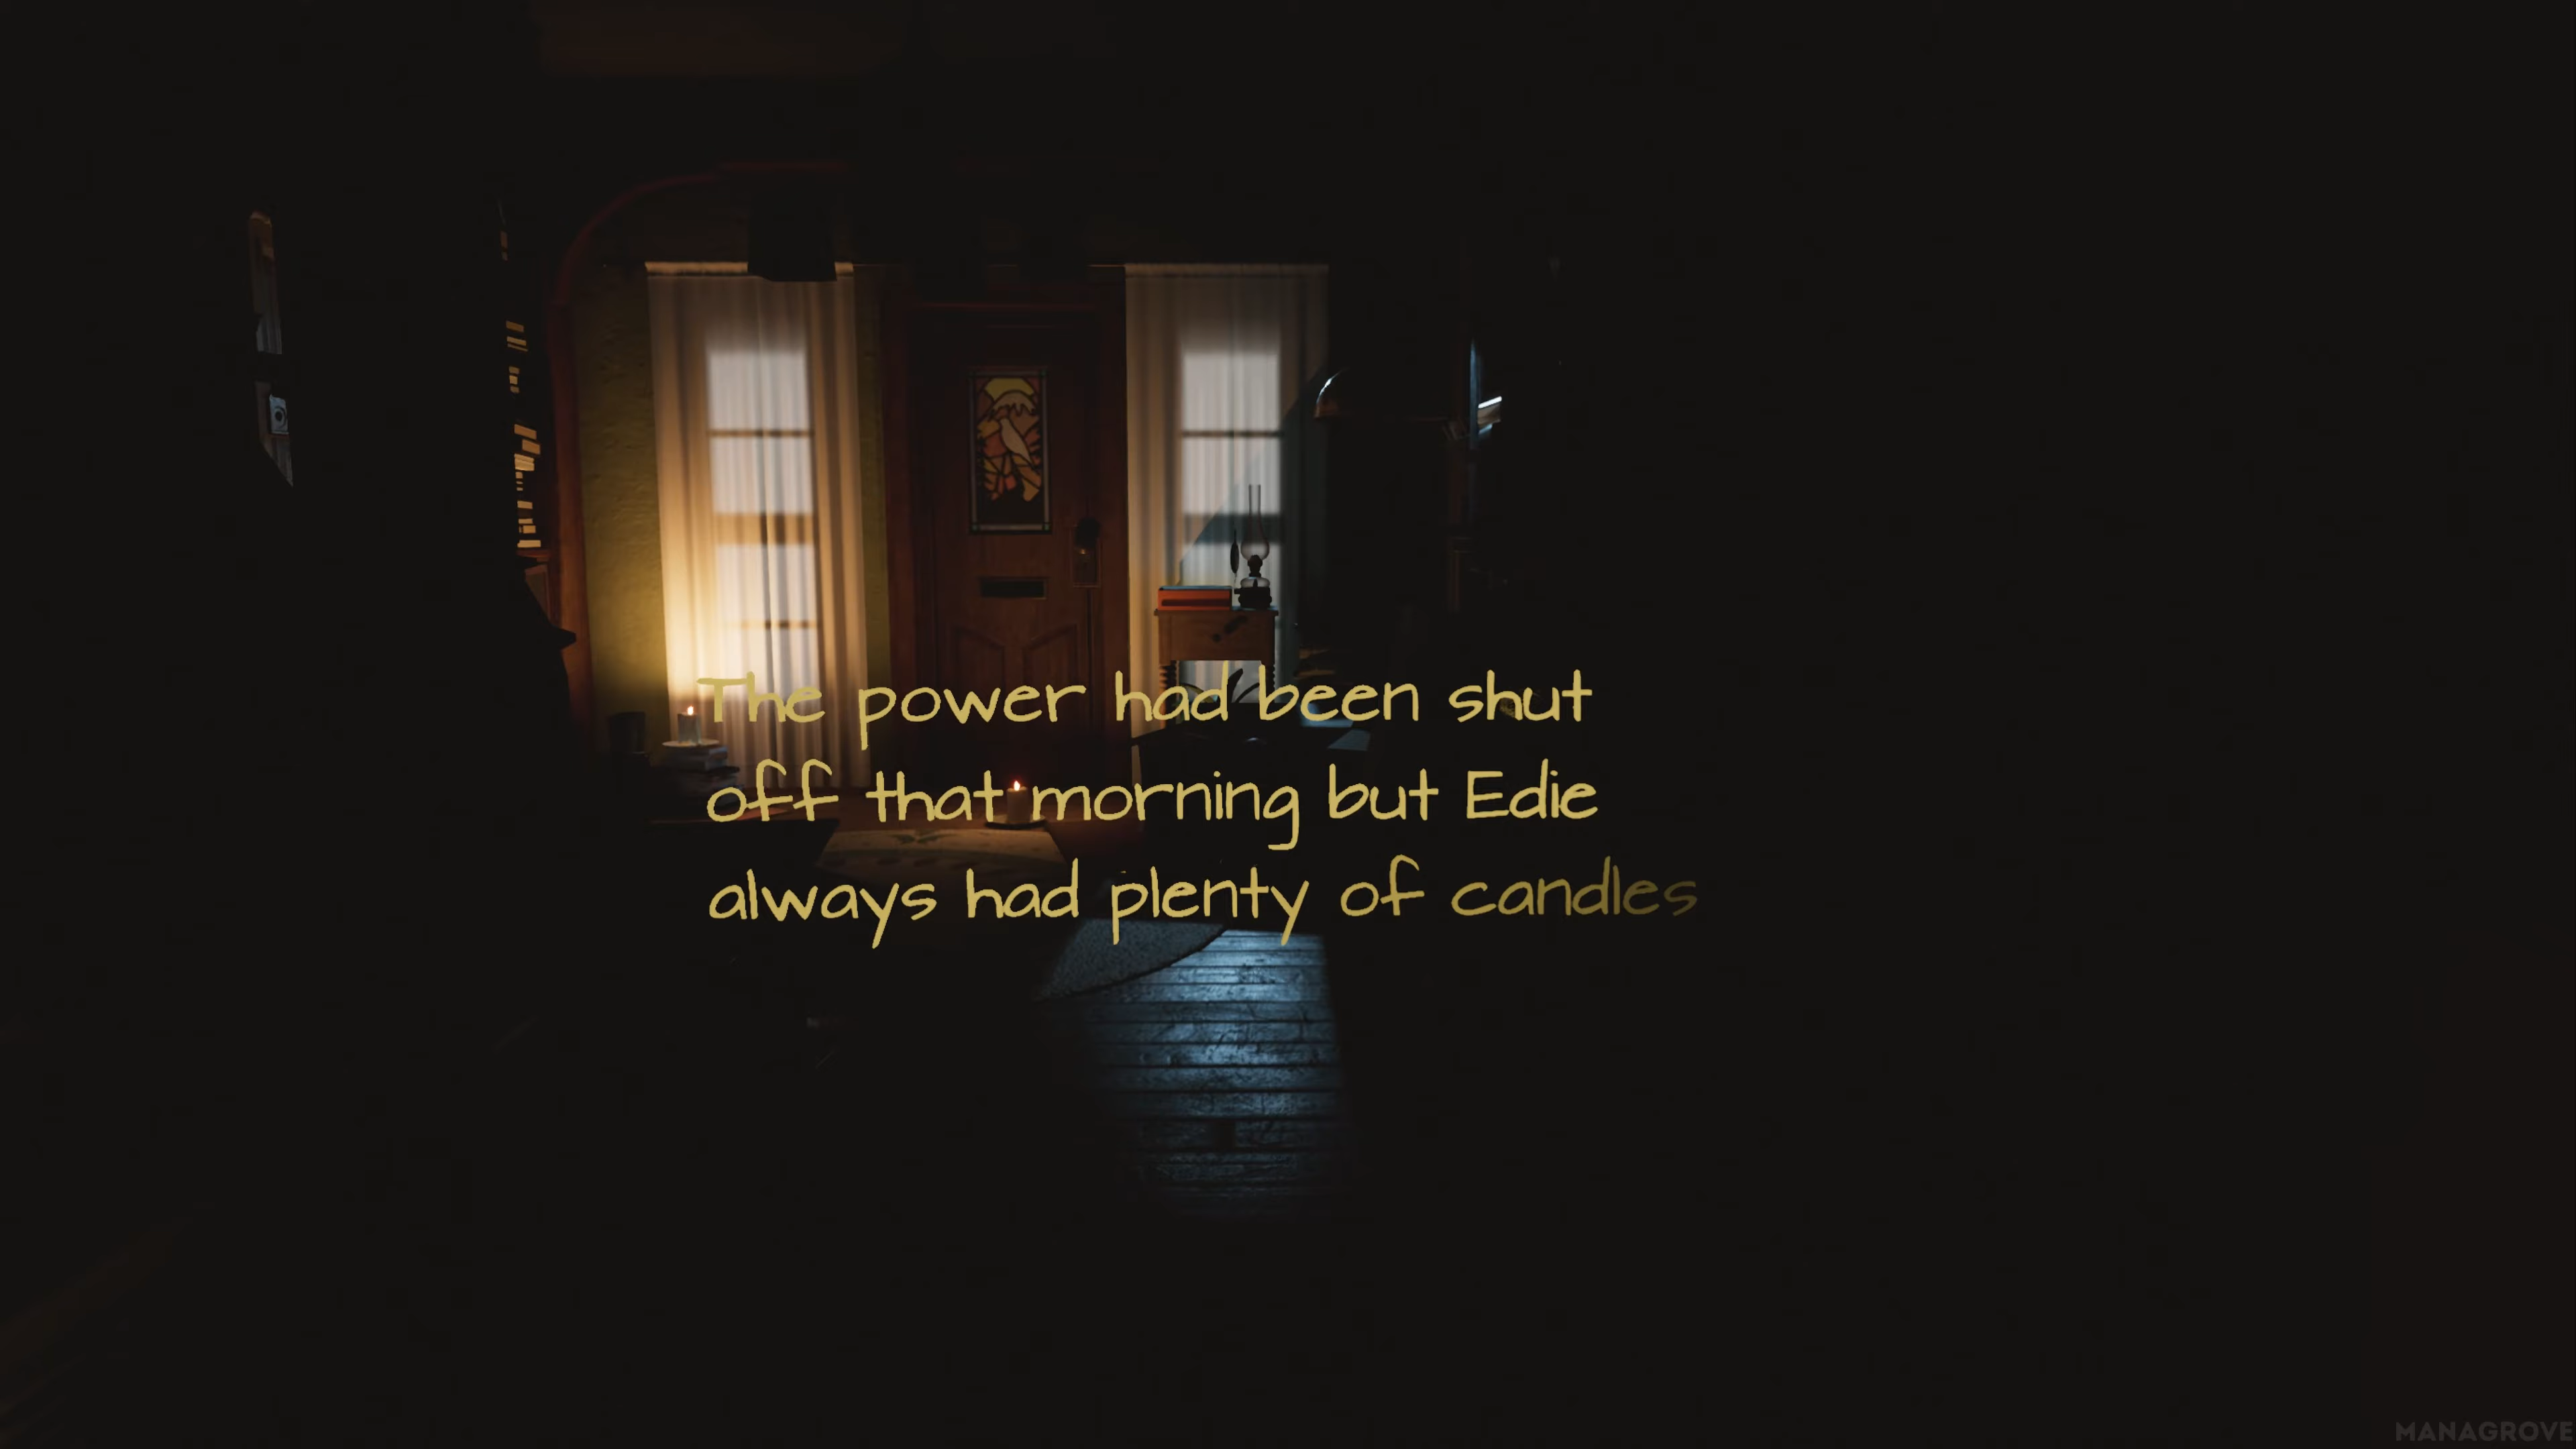 The power had been shut
off that morning but Edie
always had plenty of candles
MANAGROVE